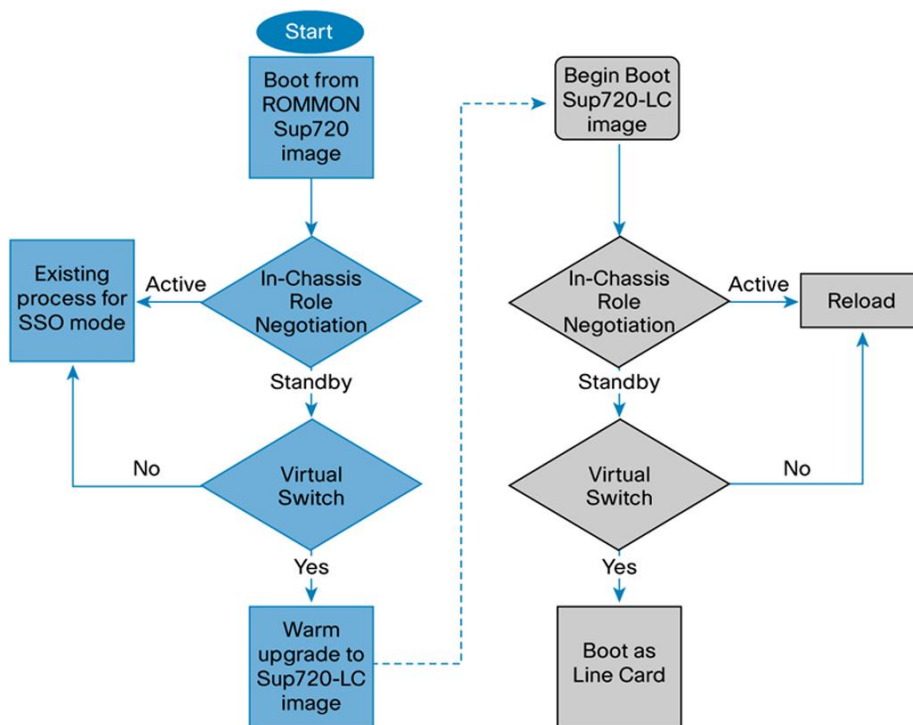 Start
Boot from
ROMMON
Sup720
image
In-Chassis
Role
Negotiation
Active
Existing
process for
SSO mode
Standby
Virtual
Switch
No
Yes
Warm
upgrade to
Sup720-LC
image
Begin Boot
Sup720-LC
image
In-Chassis
Role
Negotiation
Active
Reload
Standby
Virtual
Switch
No
Yes
Boot as
Line Card